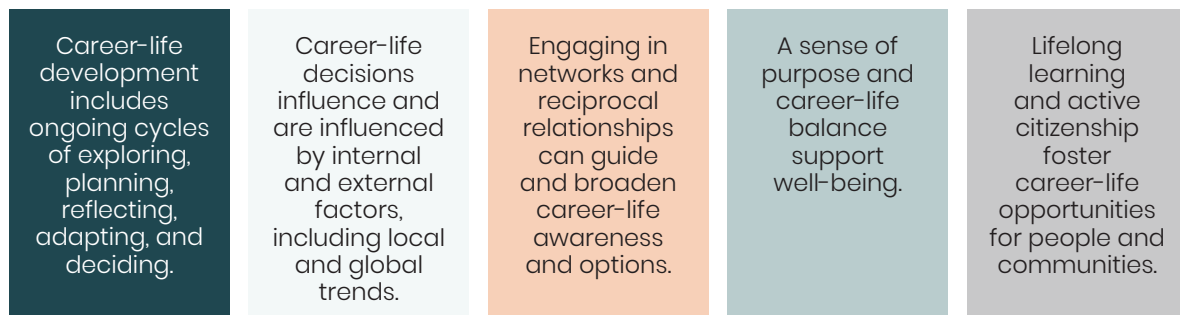 Career-life
development
includes
ongoing cycles
of exploring,
planning,
reflecting,
adapting, and
deciding.
Career-life
decisions
influence and
are influenced
by internal
and external
factors,
including local
and global
trends.
Engaging in
networks and
reciprocal
relationships
can guide
and broaden
career-life
awareness
and options.
A sense of
purpose and
career-life
balance
support
well-being.
Lifelong
learning
and active
citizenship
foster
career-life
opportunities
for people and
communities.